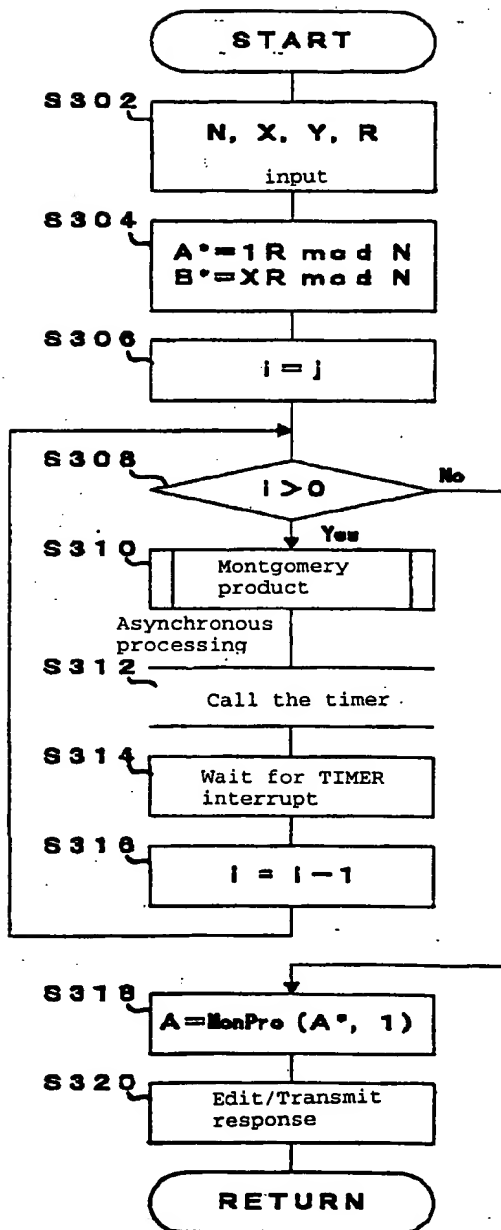 START
S302
N, X, Y, R
input
S304
A*=1R mod N
B*=XR mod N
S306
i=j
S308
i>0
No
Yes
S310
Montgomery
product
Asynchronous
processing
S312
Call the timer
S314
Wait for TIMER
interrupt
S316
i = i-1
S318
A=MonPro (A*, 1)
S320
Edit/Transmit
response
RETURN